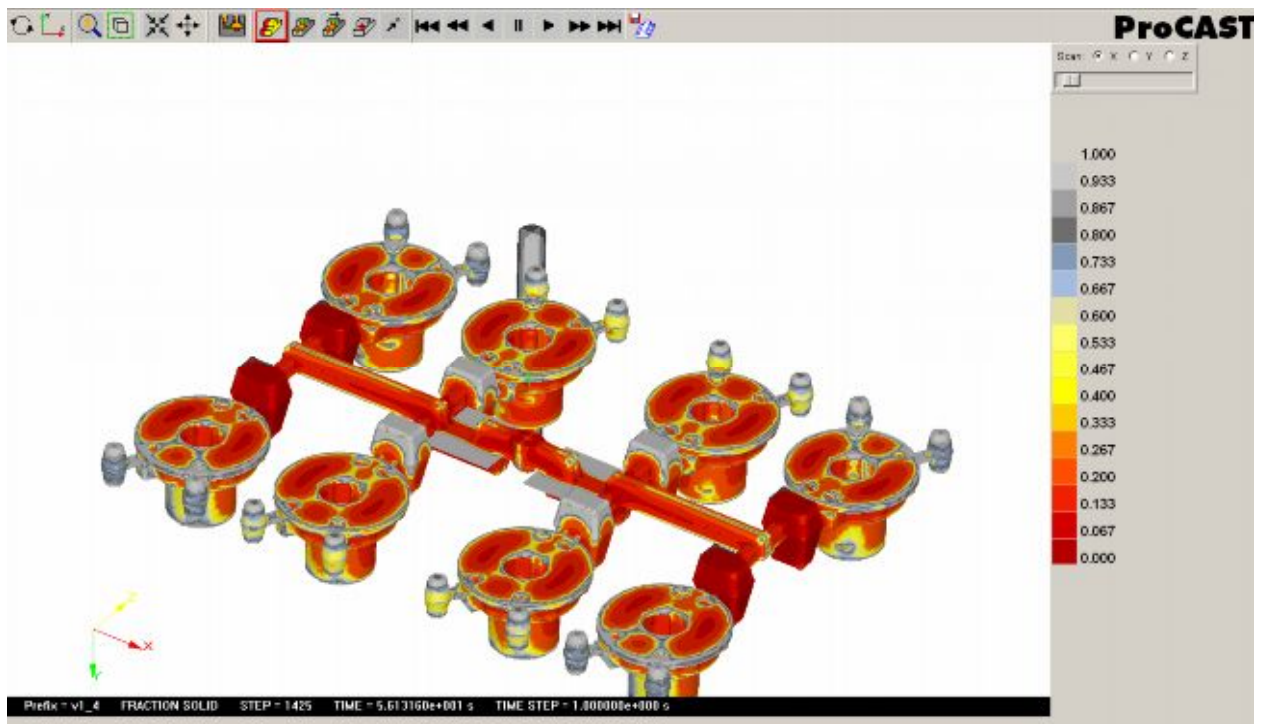 ProCAST
Scan: X Y Z
1.000
0.933
0.867
0.800
0.733
0.667
0.600
0.533
0.467
0.400
0.333
0.267
0.200
0.133
0.067
0.000
Z
X
Y
Prefix = v1_4 FRACTION SOLID STEP = 1425 TIME = 5.613160e+001 s TIME STEP = 1.000000e+000 s